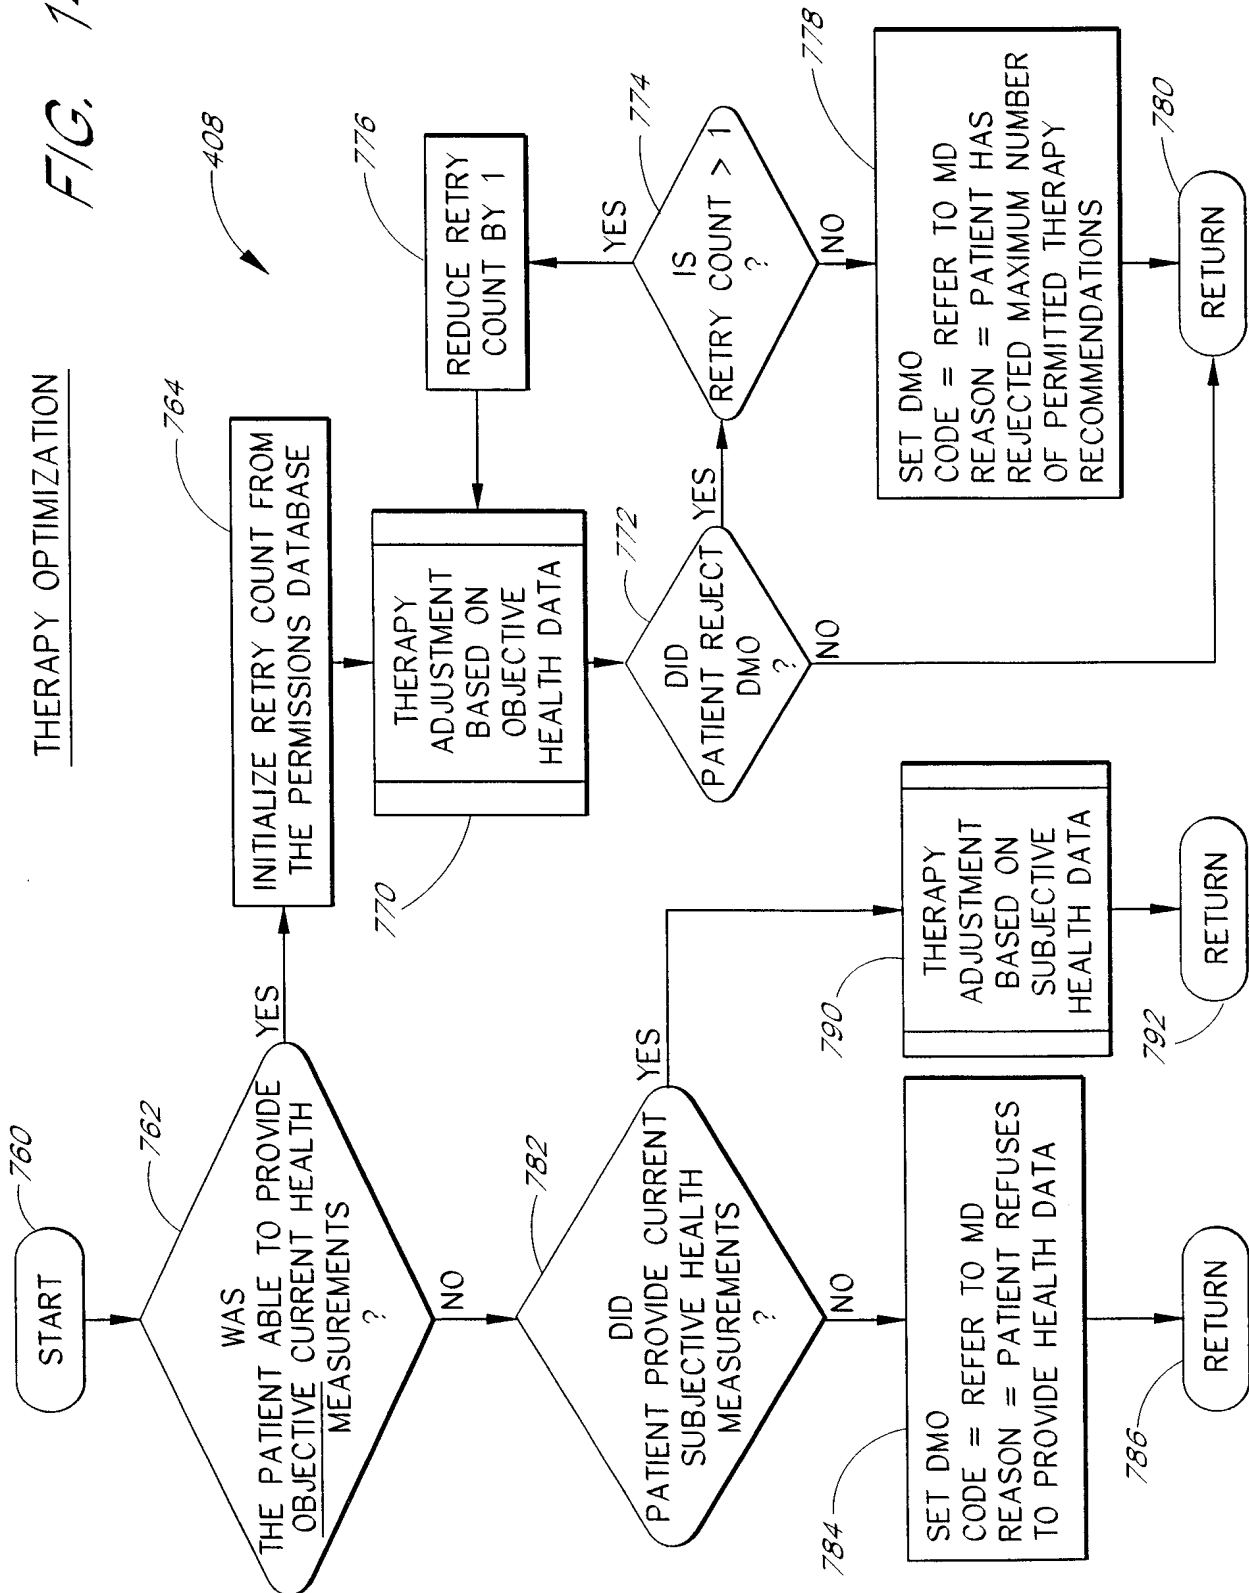 FIG. 1
THERAPY OPTIMIZATION
408
760
START
762
WAS
THE PATIENT ABLE TO PROVIDE
OBJECTIVE CURRENT HEALTH
MEASUREMENTS
?
YES
NO
764
INITIALIZE RETRY COUNT FROM
THE PERMISSIONS DATABASE
770
THERAPY
ADJUSTMENT
BASED ON
OBJECTIVE
HEALTH DATA
776
REDUCE RETRY
COUNT BY 1
772
DID
PATIENT REJECT
DMO
?
YES
NO
774
IS
RETRY COUNT > 1
?
YES
NO
778
SET DMO
CODE = REFER TO MD
REASON = PATIENT HAS
REJECTED MAXIMUM NUMBER
OF PERMITTED THERAPY
RECOMMENDATIONS
780
RETURN
782
DID
PATIENT PROVIDE CURRENT
SUBJECTIVE HEALTH
MEASUREMENTS
?
YES
NO
784
SET DMO
CODE = REFER TO MD
REASON = PATIENT REFUSES
TO PROVIDE HEALTH DATA
786
RETURN
790
THERAPY
ADJUSTMENT
BASED ON
SUBJECTIVE
HEALTH DATA
792
RETURN